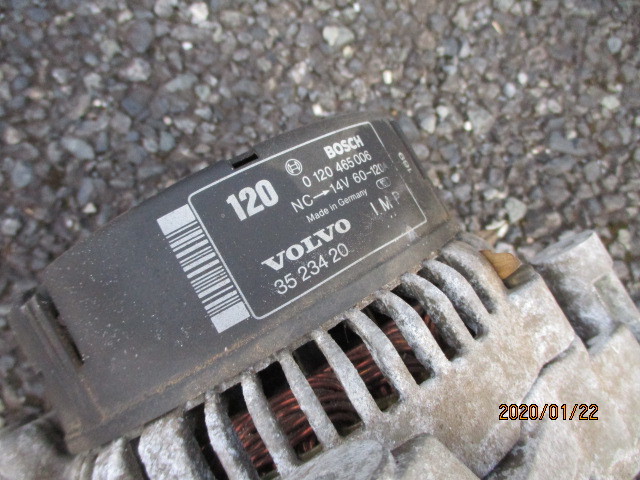 120
BOSCH
0 120 465 006
NC→14V 60-120A
Made in Germany
I.M.P
VOLVO
35 234 20
2020/01/22